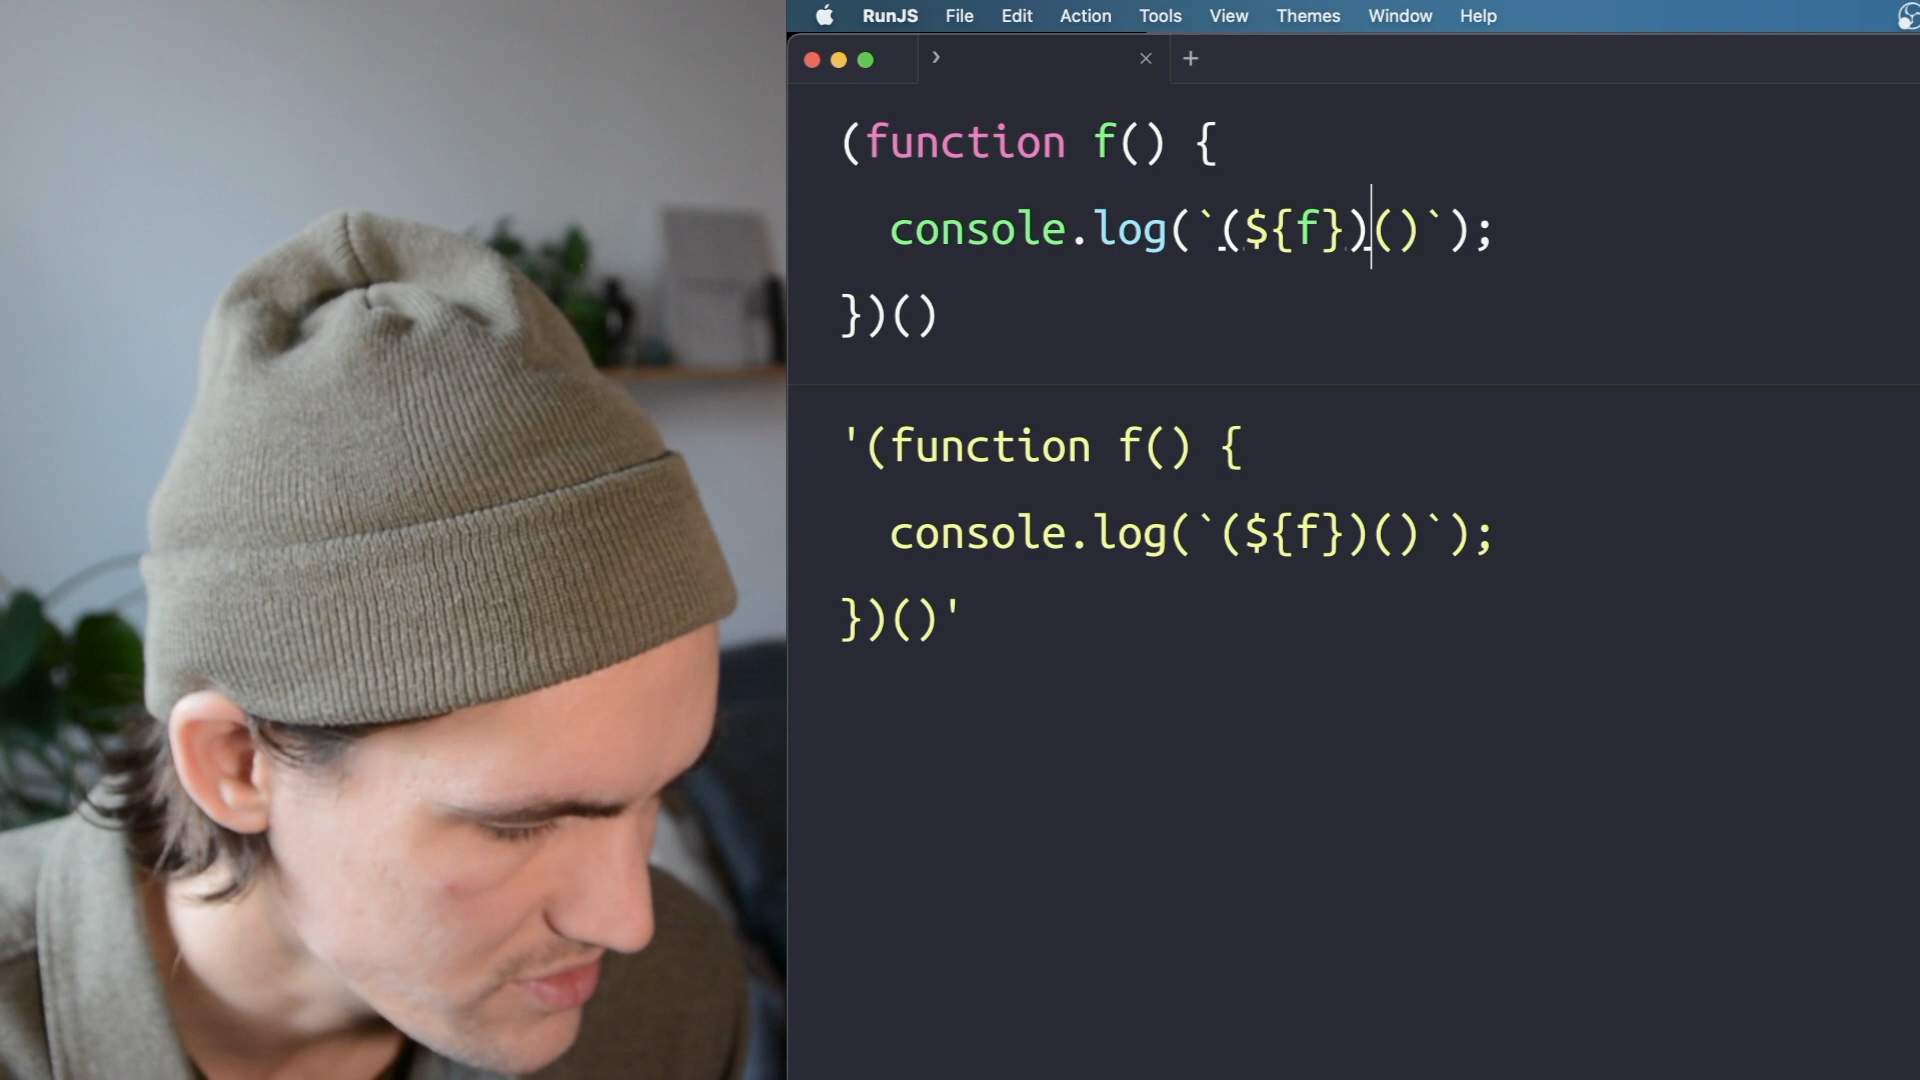 RunJS File Edit Action Tools View Themes Window Help
(function f() {
console.log(`(${f})()`);
})()
'(function f() {
console.log(`(${f})()`);
})()'